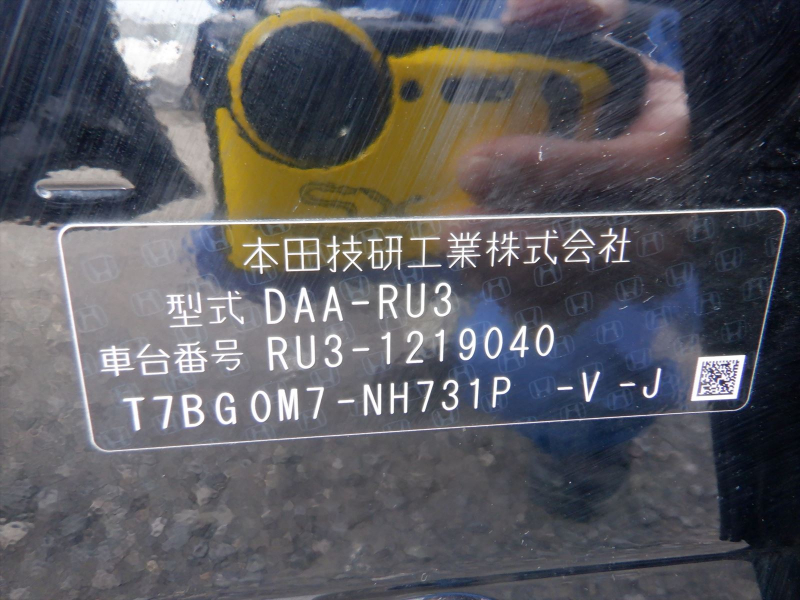 本田技研工業株式会社
型式 DAA-RU3
車台番号 RU3-1219040
T7BG0M7-NH731P -V-J